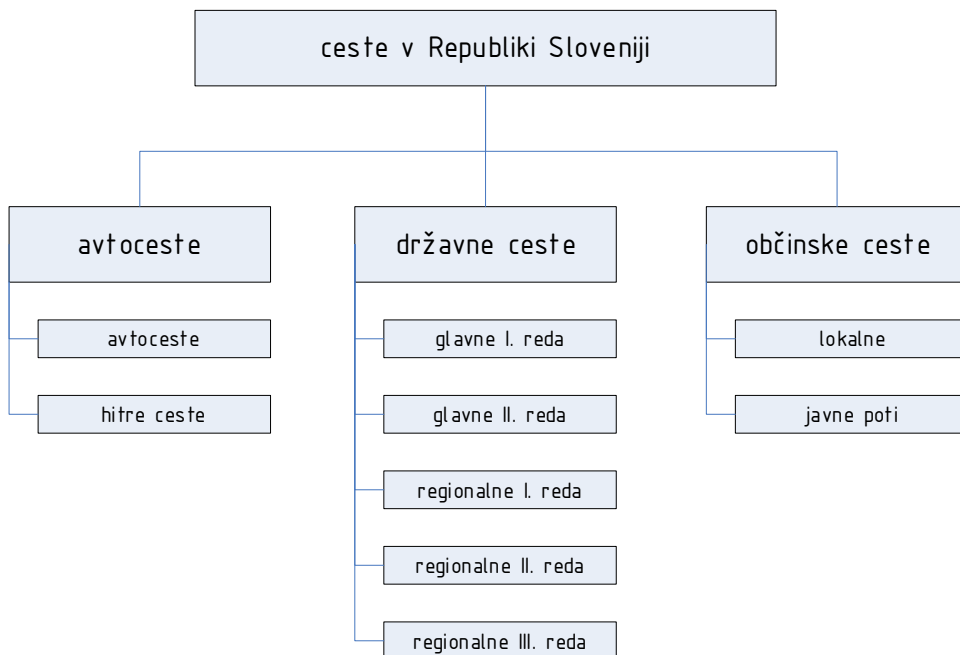 ceste v Republiki Sloveniji
avtoceste
avtoceste
hitre ceste
državne ceste
glavne I. reda
glavne II. reda
regionalne I. reda
regionalne II. reda
regionalne III. reda
občinske ceste
lokalne
javne poti